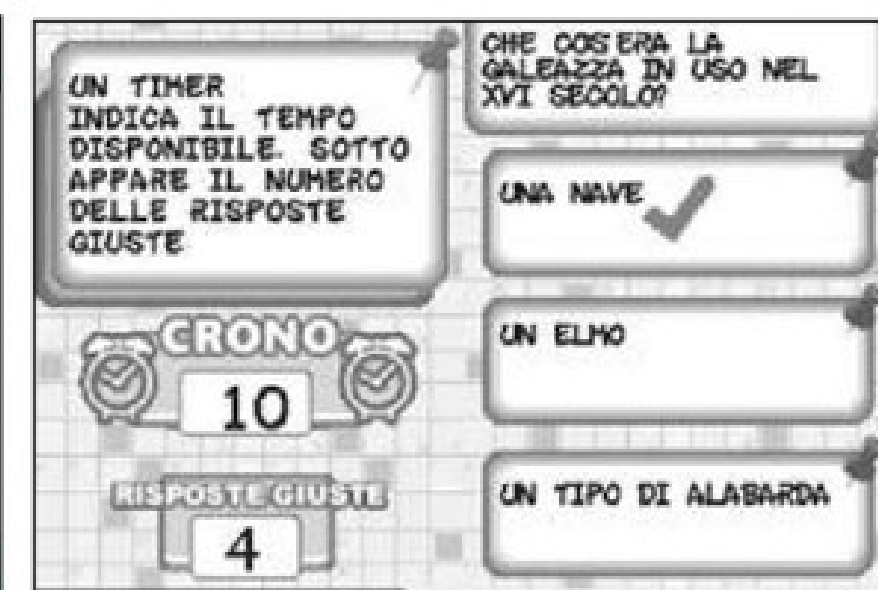 UN TIMER
INDICA IL TEMPO
DISPONIBILE. SOTTO
APPARE IL NUMERO
DELLE RISPOSTE
GIUSTE
CRONO
10
RISPOSTE GIUSTE
4
CHE COS'ERA LA
GALEAZZA IN USO NEL
XVI SECOLO?
UNA NAVE
UN ELMO
UN TIPO DI ALABARDA